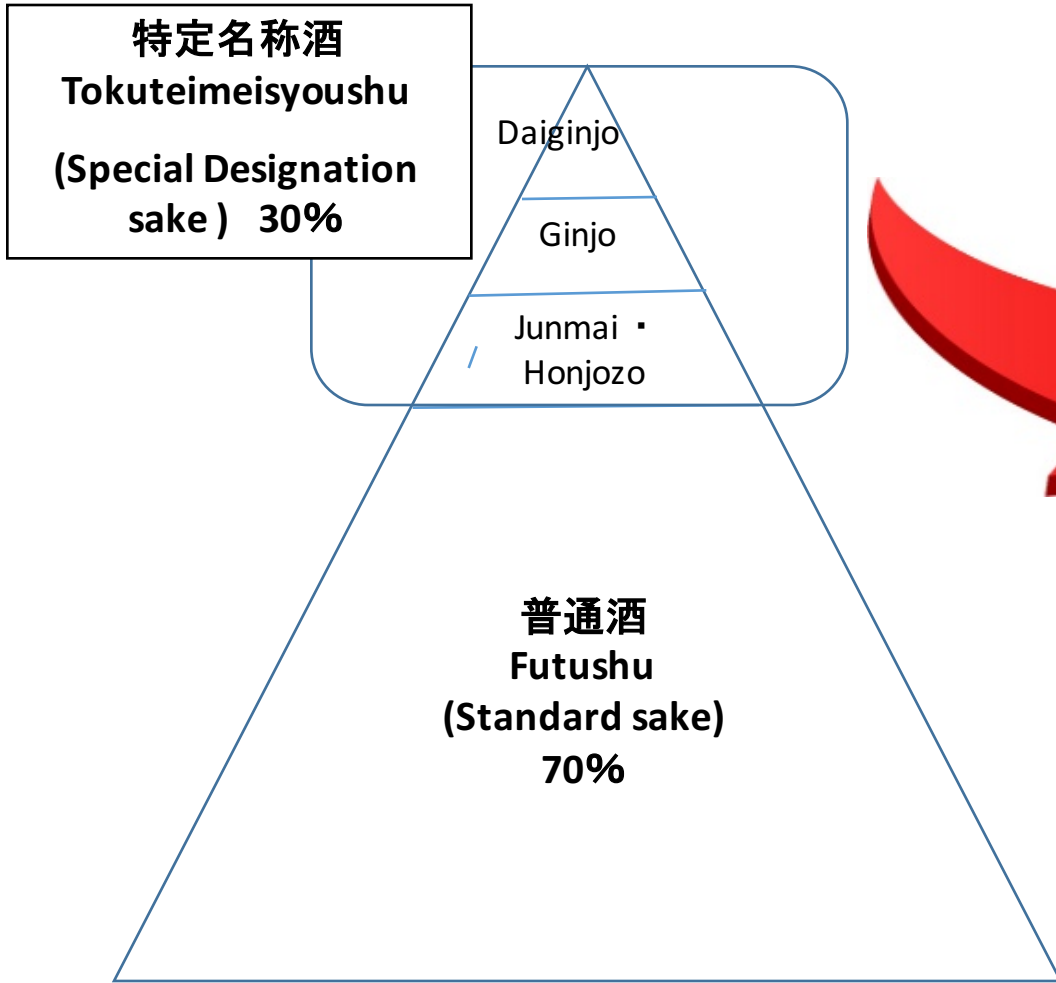 特定名称酒
Tokuteimeisyoushu
(Special Designation
sake ) 30%
Daiginjo
Ginjo
Junmai ・
Honjozo
普通酒
Futushu
(Standard sake)
70%